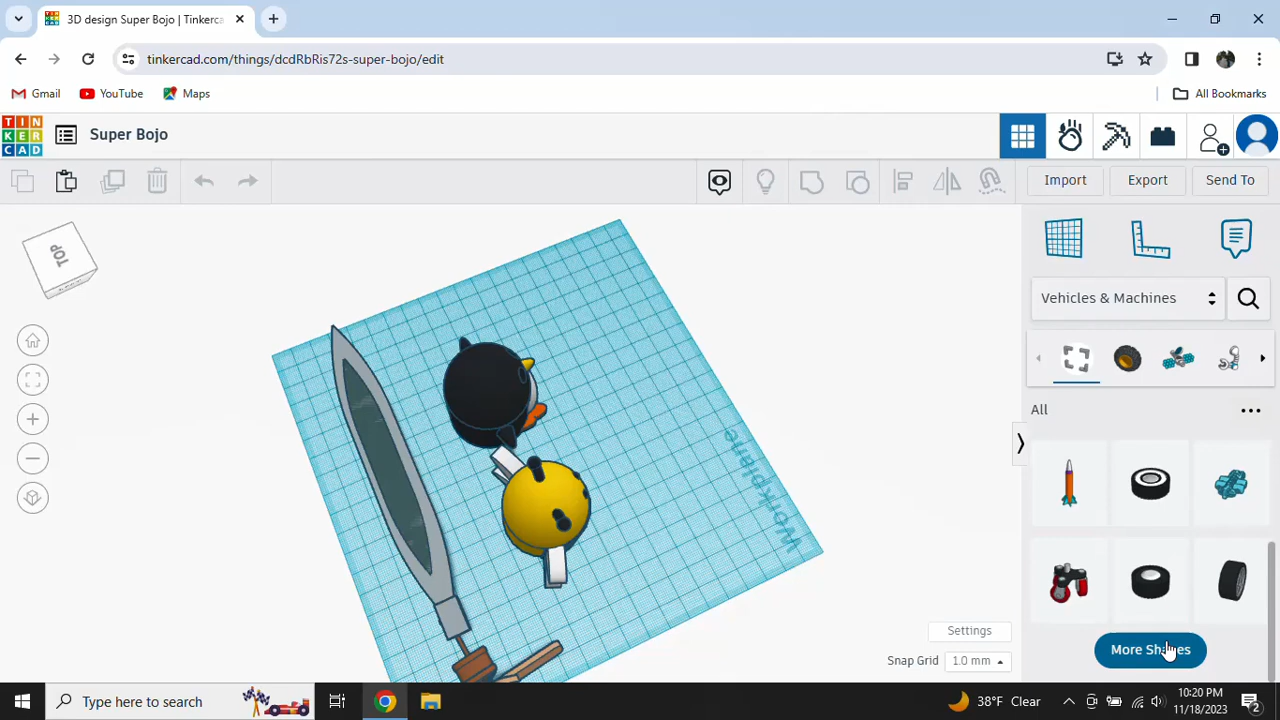 3D design Super Bojo | Tinkerca
tinkercad.com/things/dcdRbRis72s-super-bojo/edit
Gmail
YouTube
Maps
All Bookmarks
TIN
KER
CAD
Super Bojo
Import
Export
Send To
TOP
Vehicles & Machines
All
Workplane
More Shapes
Settings
Snap Grid
1.0 mm
Type here to search
38°F Clear
10:20 PM
11/18/2023
2